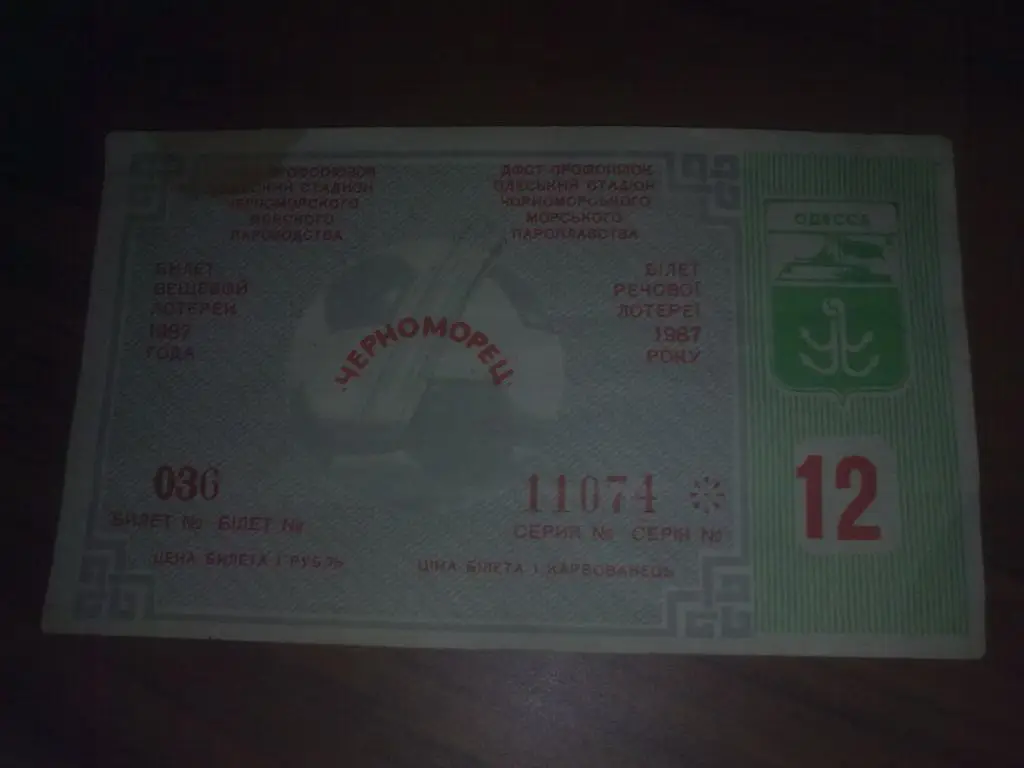 ПРОФСОЮЗОВ
СТАДИОН
ЧЕРНОМОРСКОГО
МОРСКОГО
ПАРОХОДСТВА
ДФСТ ПРОФСПІЛОК
ОДЕСЬКИЙ СТАДІОН
ЧОРНОМОРСЬКОГО
МОРСЬКОГО
ПАРОПЛАВСТВА
БИЛЕТ
ВЕЩЕВОЙ
ЛОТЕРЕИ
1987
ГОДА
БІЛЕТ
РЕЧОВОЇ
ЛОТЕРЕЇ
1987
РОКУ
ЧЕРНОМОРЕЦ
036
БИЛЕТ № БІЛЕТ №
11074
СЕРИЯ № СЕРІЯ №
ЦЕНА БИЛЕТА 1 РУБЛЬ
ЦІНА БІЛЕТА 1 КАРБОВАНЕЦЬ
ОДЕССА
12